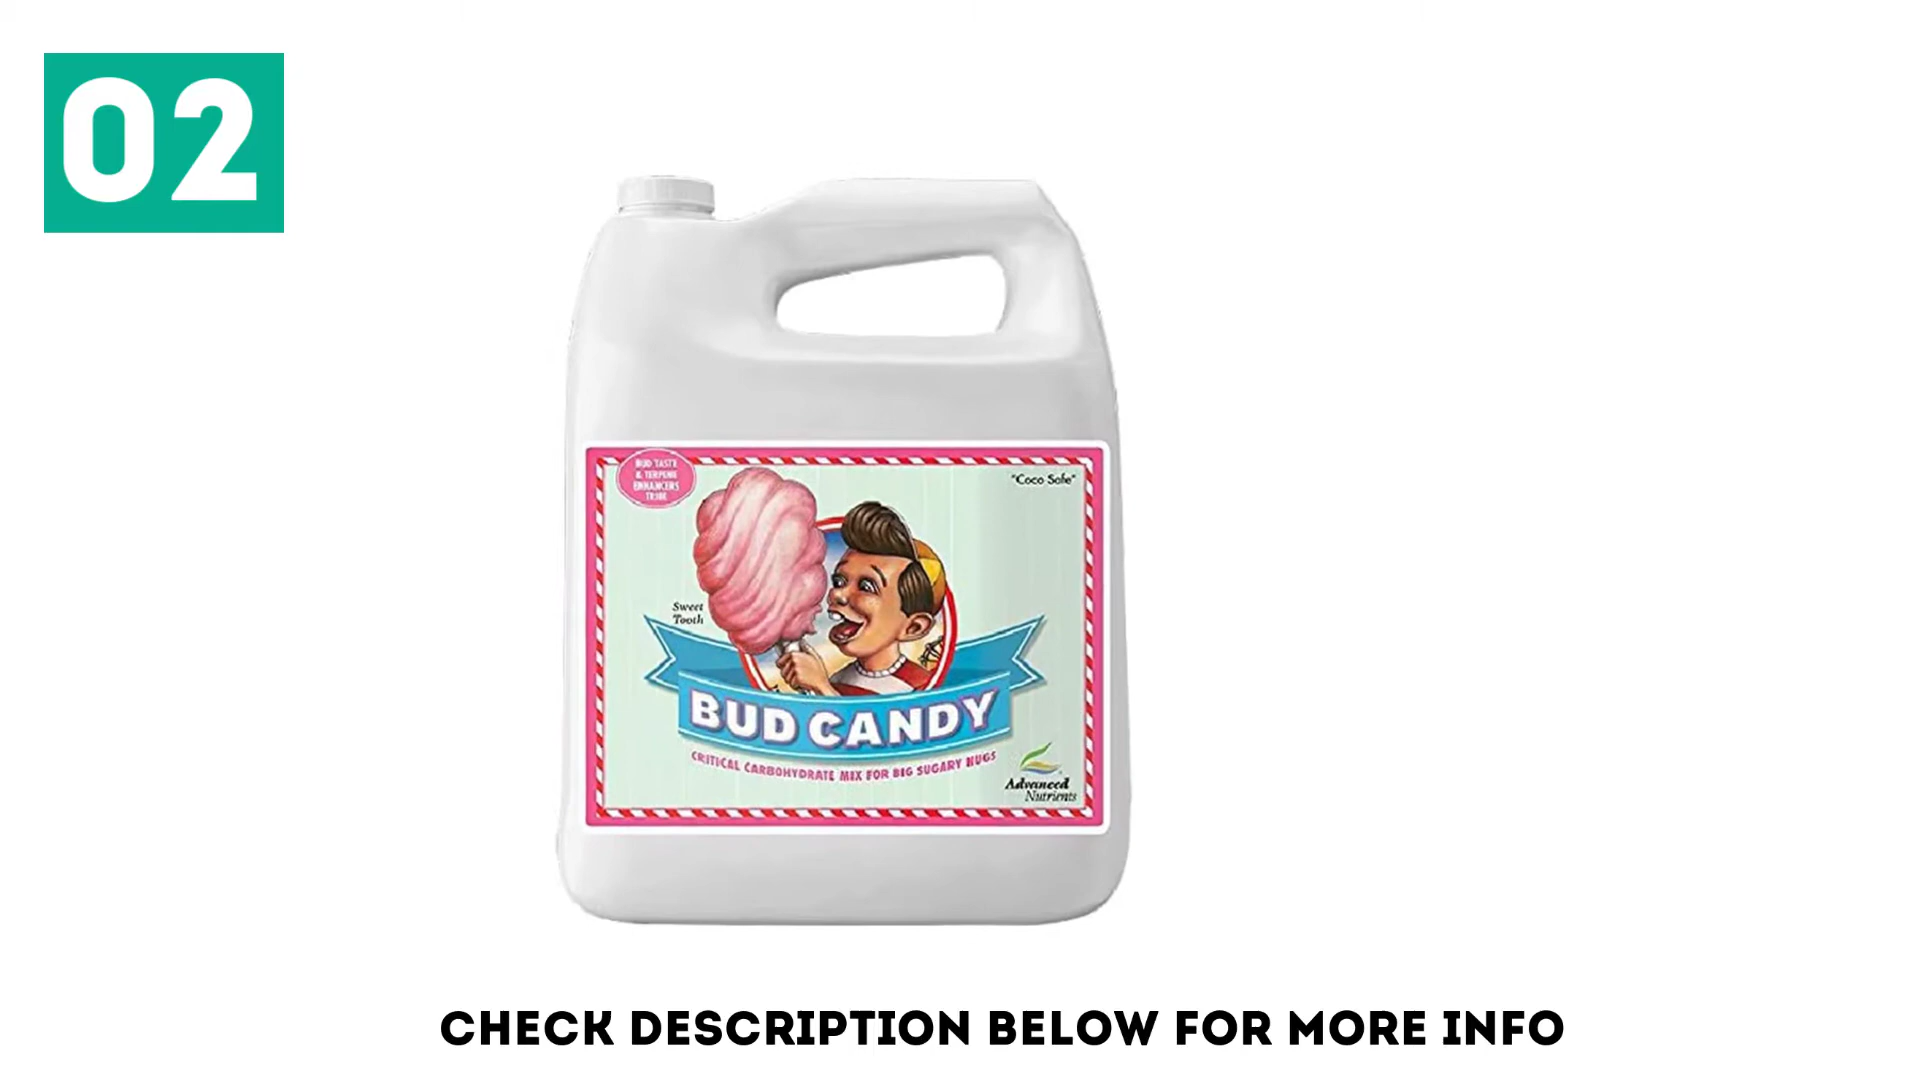 02
BUD TASTE
& TERPENE
ENHANCERS
TRIBE
"Coco Safe"
Sweet
Tooth
BUD CANDY
CRITICAL CARBOHYDRATE MIX FOR BIG SUGARY NUGS
Advanced
Nutrients
CHECK DESCRIPTION BELOW FOR MORE INFO